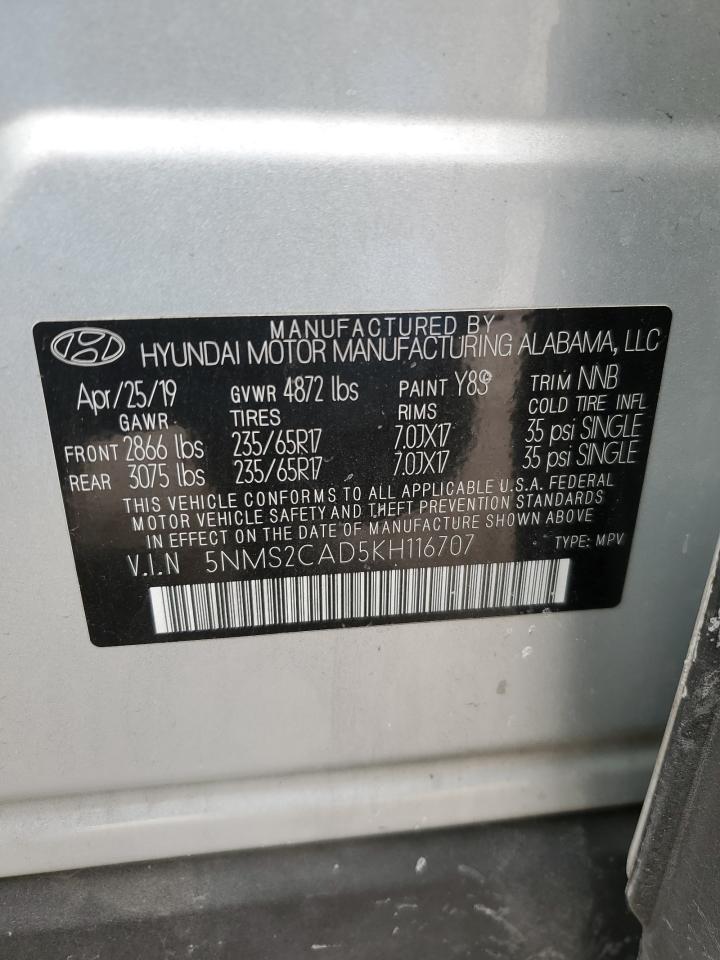 MANUFACTURED BY
HYUNDAI MOTOR MANUFACTURING ALABAMA, LLC
Apr/25/19 GVWR 4872 lbs PAINT Y8S TRIM NNB
GAWR TIRES RIMS COLD TIRE INFL
FRONT 2866 lbs 235/65R17 7.0JX17 35 psi SINGLE
REAR 3075 lbs 235/65R17 7.0JX17 35 psi SINGLE
THIS VEHICLE CONFORMS TO ALL APPLICABLE U.S.A. FEDERAL
MOTOR VEHICLE SAFETY AND THEFT PREVENTION STANDARDS
IN EFFECT ON DATE OF MANUFACTURE SHOWN ABOVE
V.I.N 5NMS2CAD5KH116707 TYPE: MPV